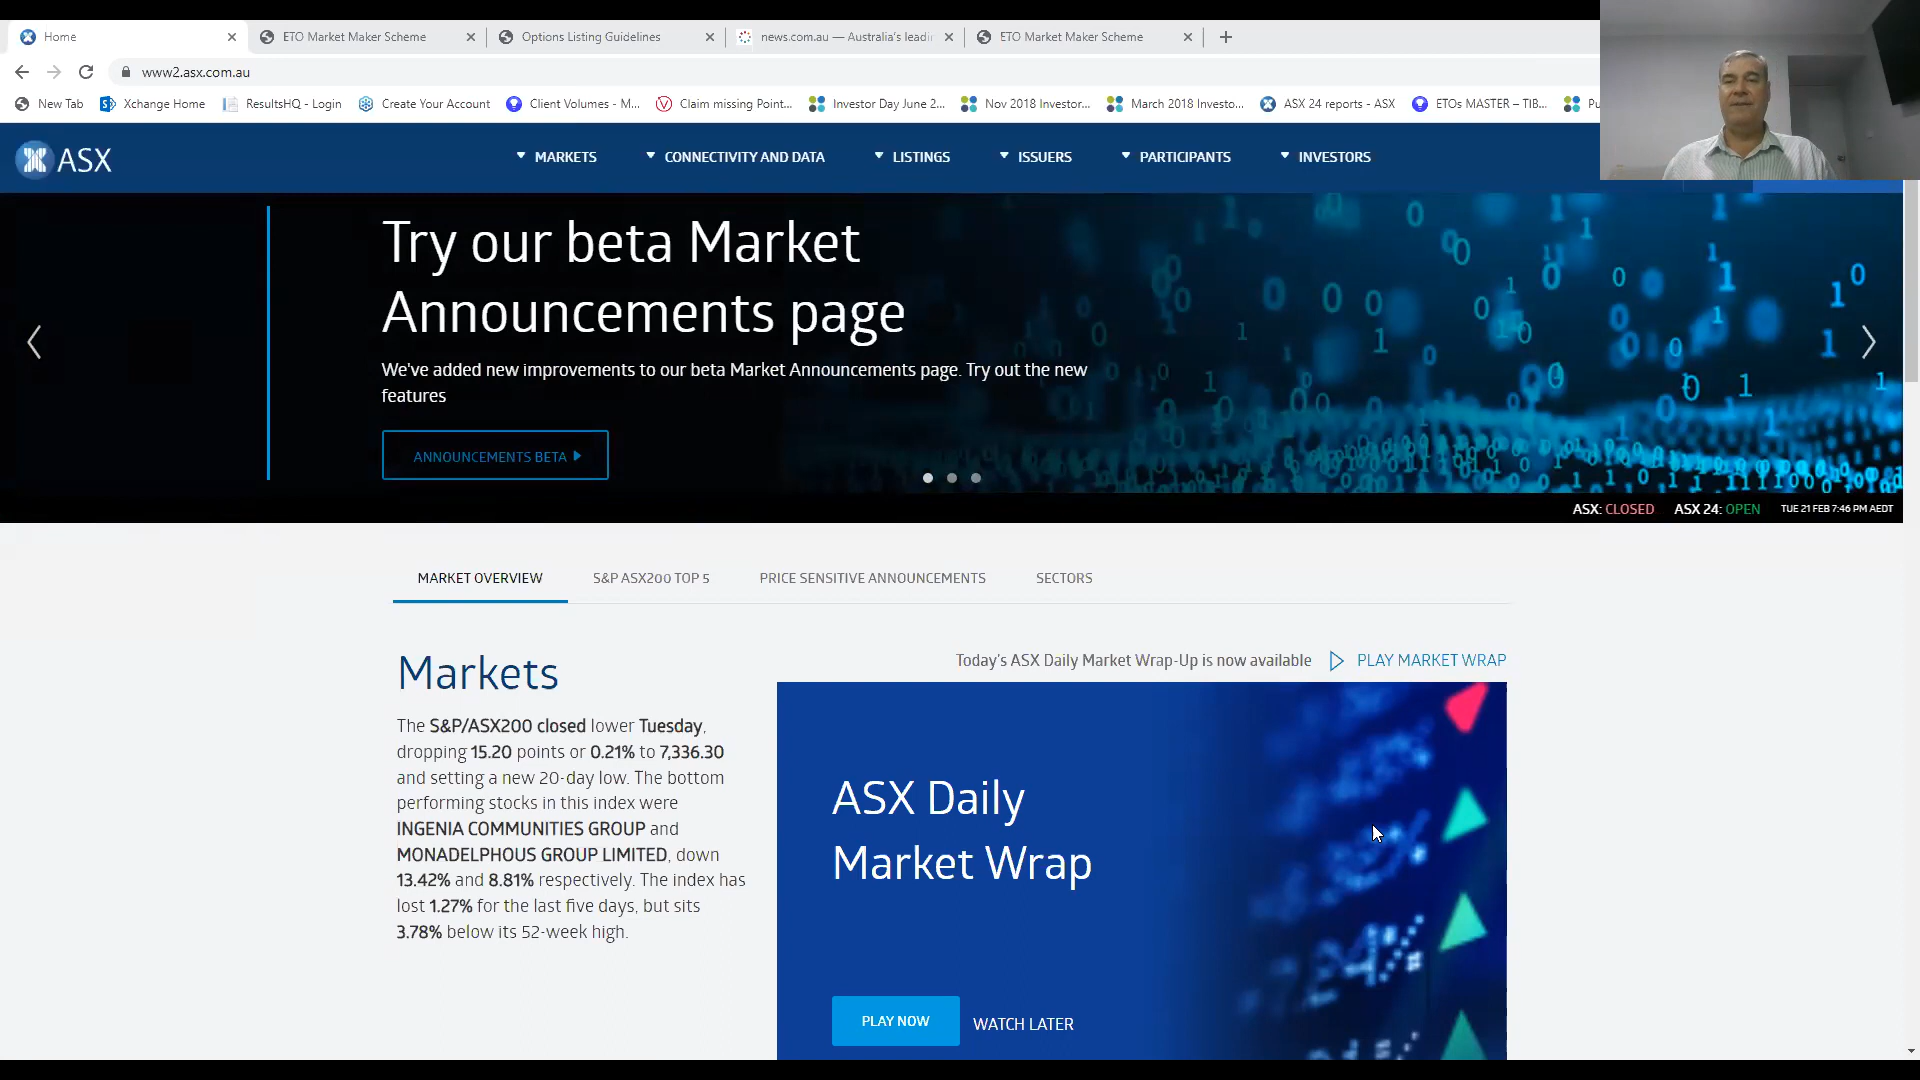 Home
ETO Market Maker Scheme
Options Listing Guidelines
news.com.au — Australia's leadi
ETO Market Maker Scheme
www2.asx.com.au
New Tab
Xchange Home
ResultsHQ - Login
Create Your Account
Client Volumes - M...
Claim missing Point...
Investor Day June 2...
Nov 2018 Investor...
March 2018 Investo...
ASX 24 reports - ASX
ETOs MASTER – TIB...
Pu
ASX
MARKETS
CONNECTIVITY AND DATA
LISTINGS
ISSUERS
PARTICIPANTS
INVESTORS
Try our beta Market
Announcements page
We've added new improvements to our beta Market Announcements page. Try out the new
features
ANNOUNCEMENTS BETA
ASX: CLOSED
ASX 24: OPEN
TUE 21 FEB 7:46 PM AEDT
MARKET OVERVIEW
S&P ASX200 TOP 5
PRICE SENSITIVE ANNOUNCEMENTS
SECTORS
Markets
The S&P/ASX200 closed lower Tuesday,
dropping 15.20 points or 0.21% to 7,336.30
and setting a new 20-day low. The bottom
performing stocks in this index were
INGENIA COMMUNITIES GROUP and
MONADELPHOUS GROUP LIMITED, down
13.42% and 8.81% respectively. The index has
lost 1.27% for the last five days, but sits
3.78% below its 52-week high.
Today's ASX Daily Market Wrap-Up is now available
PLAY MARKET WRAP
ASX Daily
Market Wrap
PLAY NOW
WATCH LATER